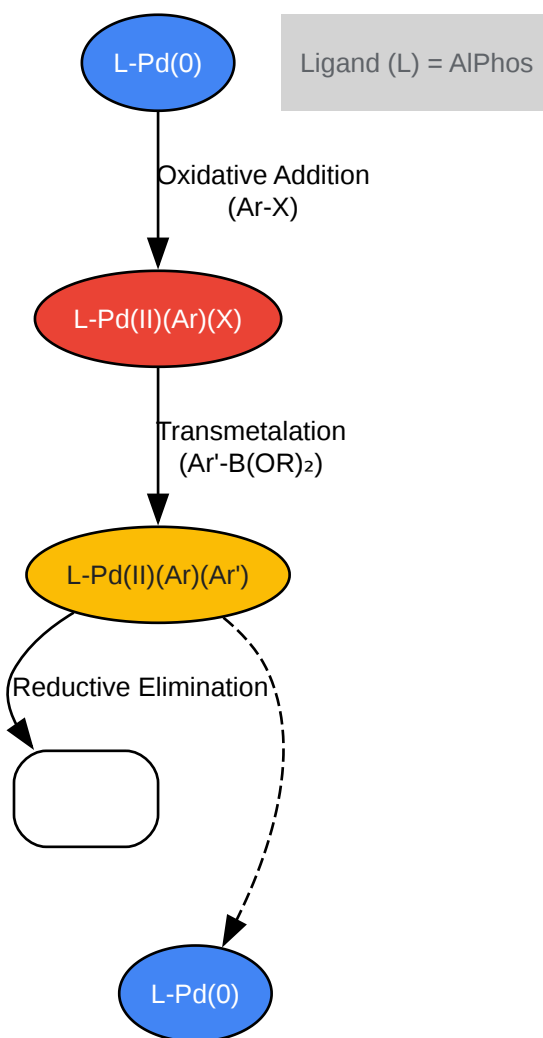 L-Pd(0)
Ligand (L) = AlPhos
Oxidative Addition
(Ar-X)
L-Pd(II)(Ar)(X)
Transmetalation
(Ar'-B(OR)₂)
L-Pd(II)(Ar)(Ar')
Reductive Elimination
L-Pd(0)